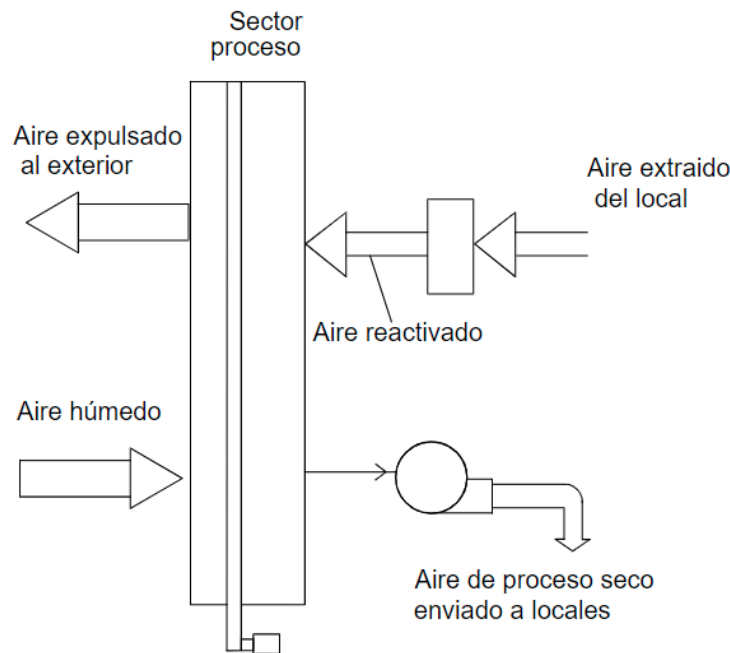 Sector
proceso
Aire expulsado
al exterior
Aire extraido
del local
Aire reactivado
Aire húmedo
Aire de proceso seco
enviado a locales